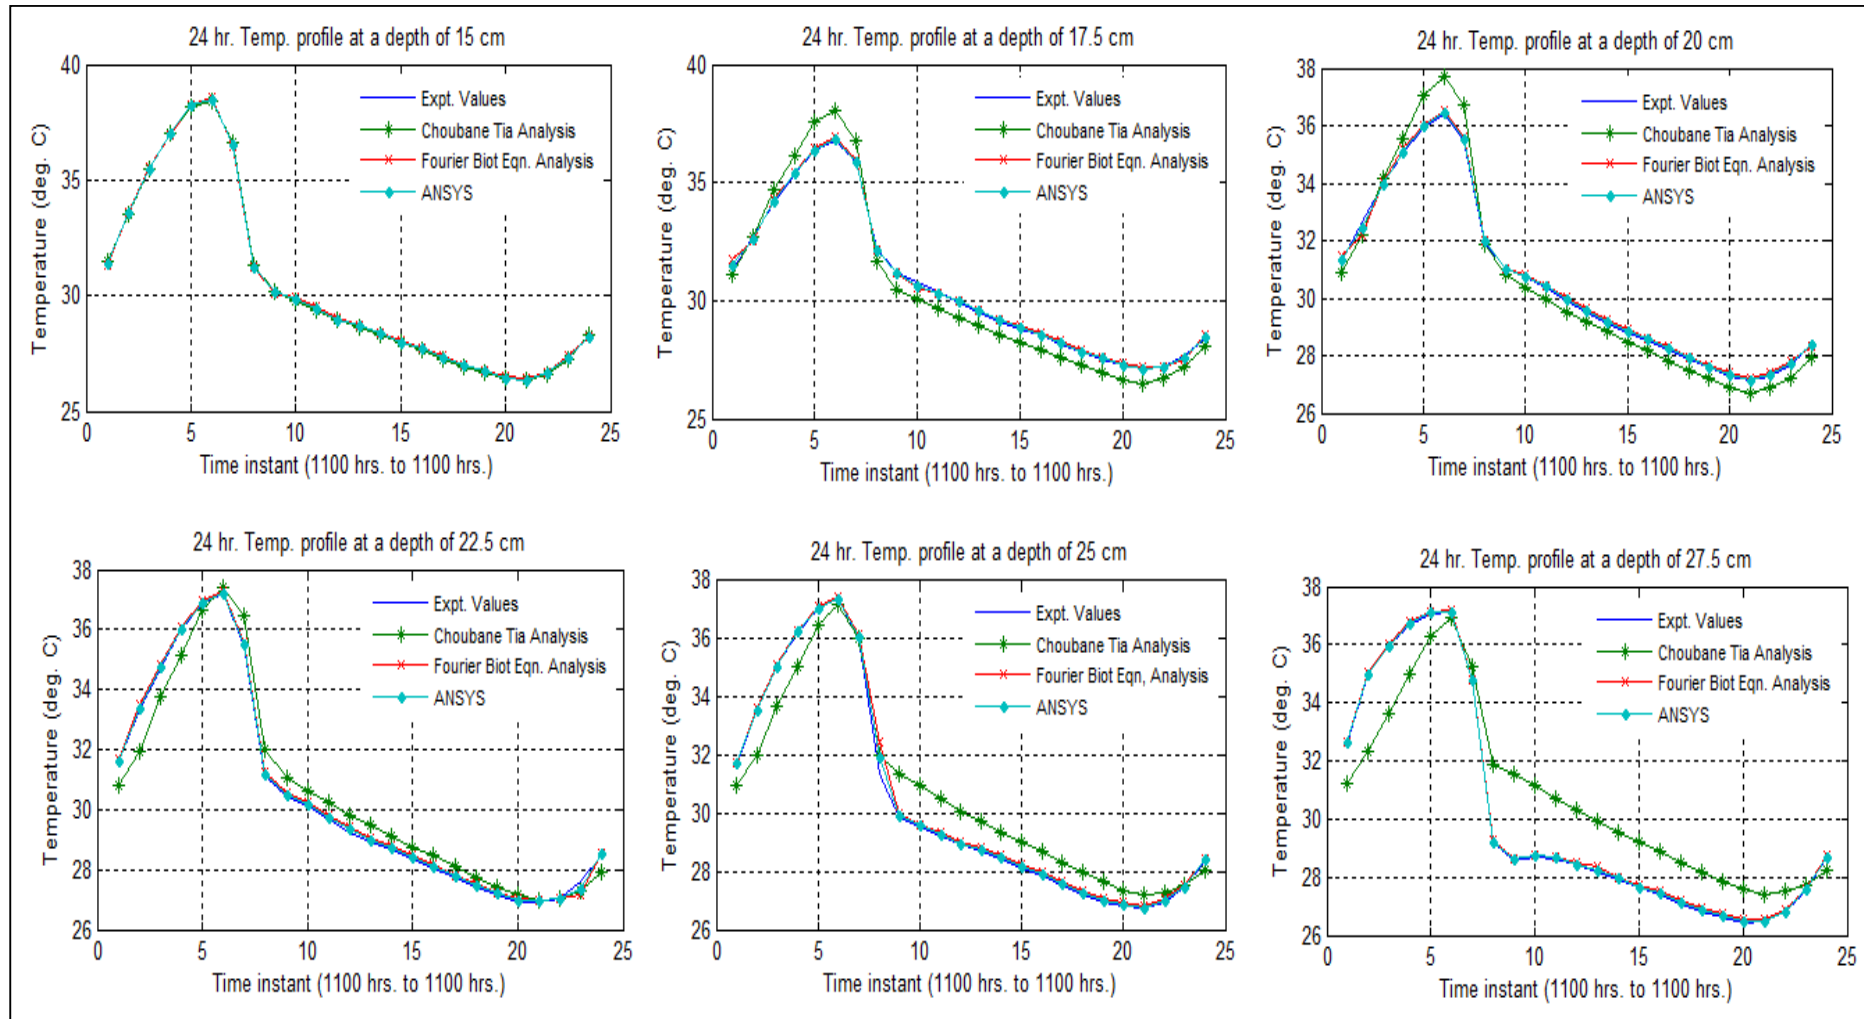 24 hr. Temp. profile at a depth of 15 cm
40
35
30
25
0
5
10
15
20
25
Temperature (deg. C)
Time instant (1100 hrs. to 1100 hrs.)
Expt. Values
Choubane Tia Analysis
Fourier Biot Eqn. Analysis
ANSYS
24 hr. Temp. profile at a depth of 17.5 cm
40
35
30
25
0
5
10
15
20
25
Temperature (deg. C)
Time instant (1100 hrs. to 1100 hrs.)
Expt. Values
Choubane Tia Analysis
Fourier Biot Eqn. Analysis
ANSYS
24 hr. Temp. profile at a depth of 20 cm
38
36
34
32
30
28
26
0
5
10
15
20
25
Temperature (deg. C)
Time instant (1100 hrs. to 1100 hrs.)
Expt. Values
Choubane Tia Analysis
Fourier Biot Eqn. Analysis
ANSYS
24 hr. Temp. profile at a depth of 22.5 cm
38
36
34
32
30
28
26
0
5
10
15
20
25
Temperature (deg. C)
Time instant (1100 hrs. to 1100 hrs.)
Expt. Values
Choubane Tia Analysis
Fourier Biot Eqn. Analysis
ANSYS
24 hr. Temp. profile at a depth of 25 cm
38
36
34
32
30
28
26
0
5
10
15
20
25
Temperature (deg. C)
Time instant (1100 hrs. to 1100 hrs.)
Expt. Values
Choubane Tia Analysis
Fourier Biot Eqn, Analysis
ANSYS
24 hr. Temp. profile at a depth of 27.5 cm
38
36
34
32
30
28
26
0
5
10
15
20
25
Temperature (deg. C)
Time instant (1100 hrs. to 1100 hrs.)
Expt. Values
Choubane Tia Analysis
Fourier Biot Eqn. Analysis
ANSYS